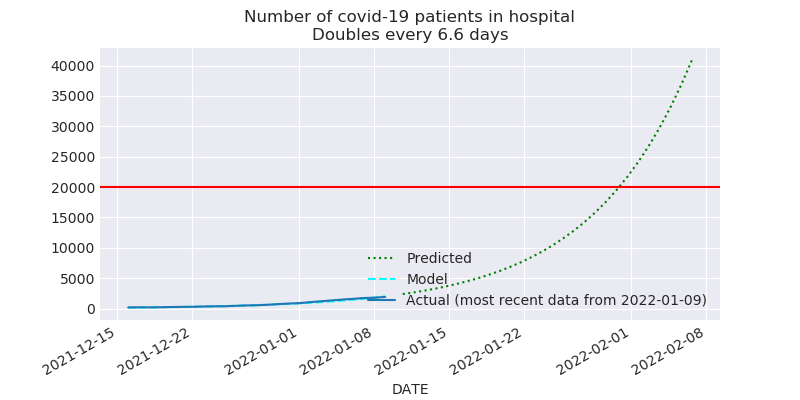 Number of covid-19 patients in hospital
Doubles every 6.6 days
40000
35000
30000
25000
20000
15000
10000
5000
0
Predicted
Model
Actual (most recent data from 2022-01-09)
2021-12-15
2021-12-22
2022-01-01
2022-01-08
2022-01-15
2022-01-22
2022-02-01
2022-02-08
DATE